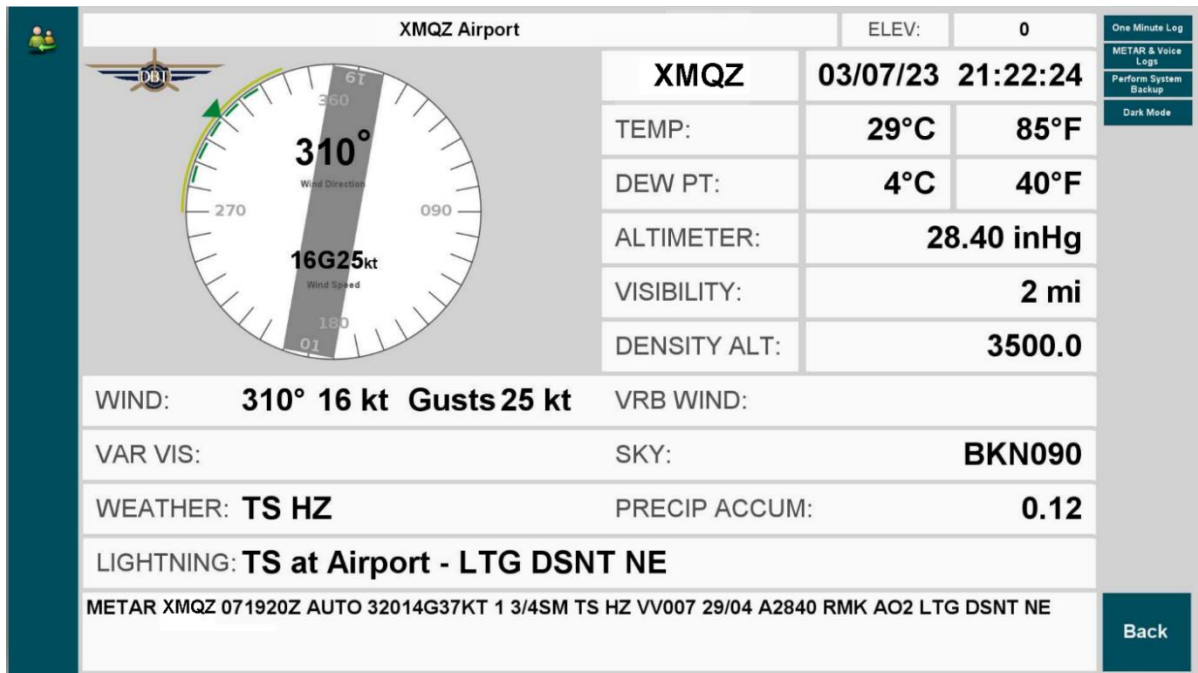 XMQZ Airport
ELEV: 0
One Minute Log
METAR & Voice
Logs
Perform System
Backup
Dark Mode
DBT
XMQZ 03/07/23 21:22:24
TEMP: 29°C 85°F
DEW PT: 4°C 40°F
ALTIMETER: 28.40 inHg
VISIBILITY: 2 mi
DENSITY ALT: 3500.0
19
360
310°
Wind Direction
270 090
16G25kt
Wind Speed
180
01
WIND: 310° 16 kt Gusts 25 kt VRB WIND:
VAR VIS: SKY: BKN090
WEATHER: TS HZ PRECIP ACCUM: 0.12
LIGHTNING: TS at Airport - LTG DSNT NE
METAR XMQZ 071920Z AUTO 32014G37KT 1 3/4SM TS HZ VV007 29/04 A2840 RMK AO2 LTG DSNT NE
Back